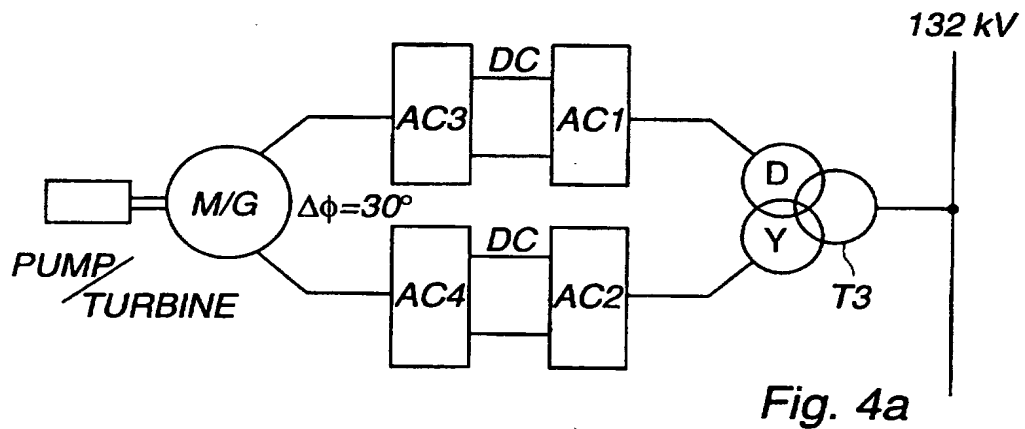 132 kV
DC
AC3
AC1
D
M/G
Δϕ=30°
Y
DC
PUMP/
TURBINE
AC4
AC2
T3
Fig. 4a